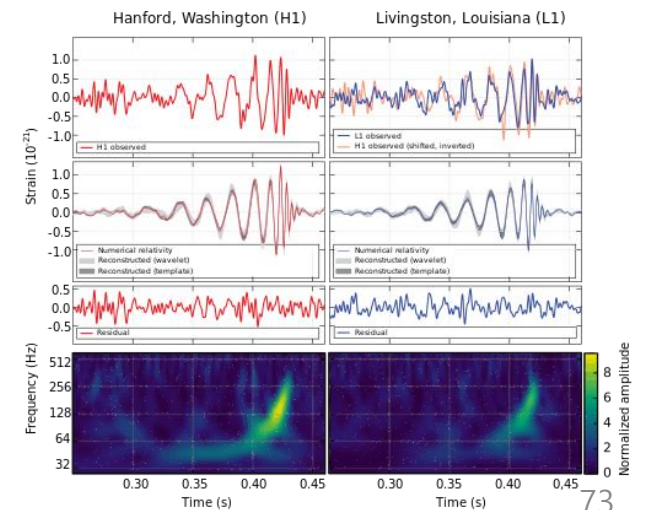 Hanford, Washington (H1)
Livingston, Louisiana (L1)
Strain (10⁻²¹)
1.0
0.5
0.0
-0.5
-1.0
H1 observed
L1 observed
H1 observed (shifted, inverted)
1.0
0.5
0.0
-0.5
-1.0
Numerical relativity
Reconstructed (wavelet)
Reconstructed (template)
Numerical relativity
Reconstructed (wavelet)
Reconstructed (template)
0.5
0.0
-0.5
Residual
Residual
Frequency (Hz)
512
256
128
64
32
8
6
4
2
0
Normalized amplitude
0.30
0.35
0.40
0.45
0.30
0.35
0.40
0.45
Time (s)
Time (s)
73